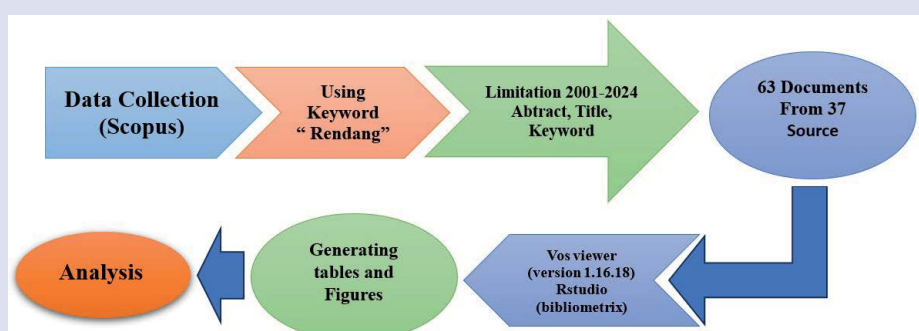 Data Collection
(Scopus)
Using
Keyword
“ Rendang”
Limitation 2001-2024
Abtract, Title,
Keyword
63 Documents
From 37
Source
Vos viewer
(version 1.16.18)
Rstudio
(bibliometrix)
Generating
tables and
Figures
Analysis